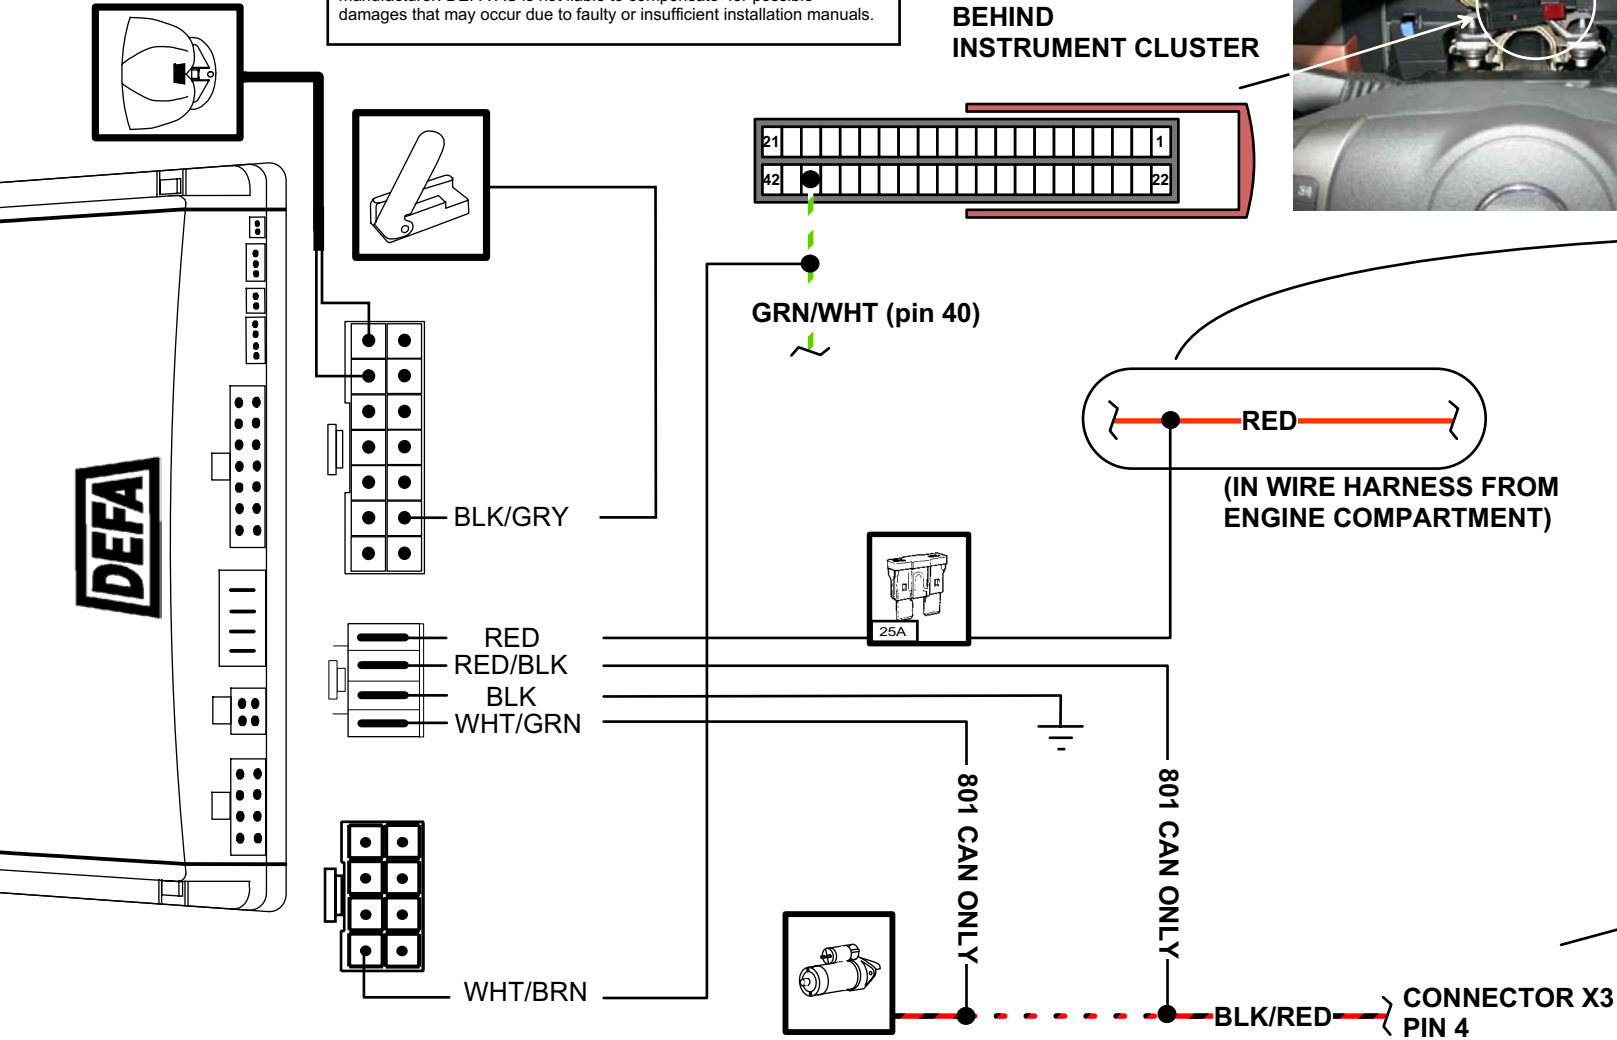 damages that may occur due to faulty or insufficient installation manuals.
BEHIND
INSTRUMENT CLUSTER
21
1
42
22
GRN/WHT (pin 40)
RED
(IN WIRE HARNESS FROM
ENGINE COMPARTMENT)
DEFA
BLK/GRY
25A
RED
RED/BLK
BLK
WHT/GRN
801 CAN ONLY
801 CAN ONLY
WHT/BRN
BLK/RED
CONNECTOR X3
PIN 4